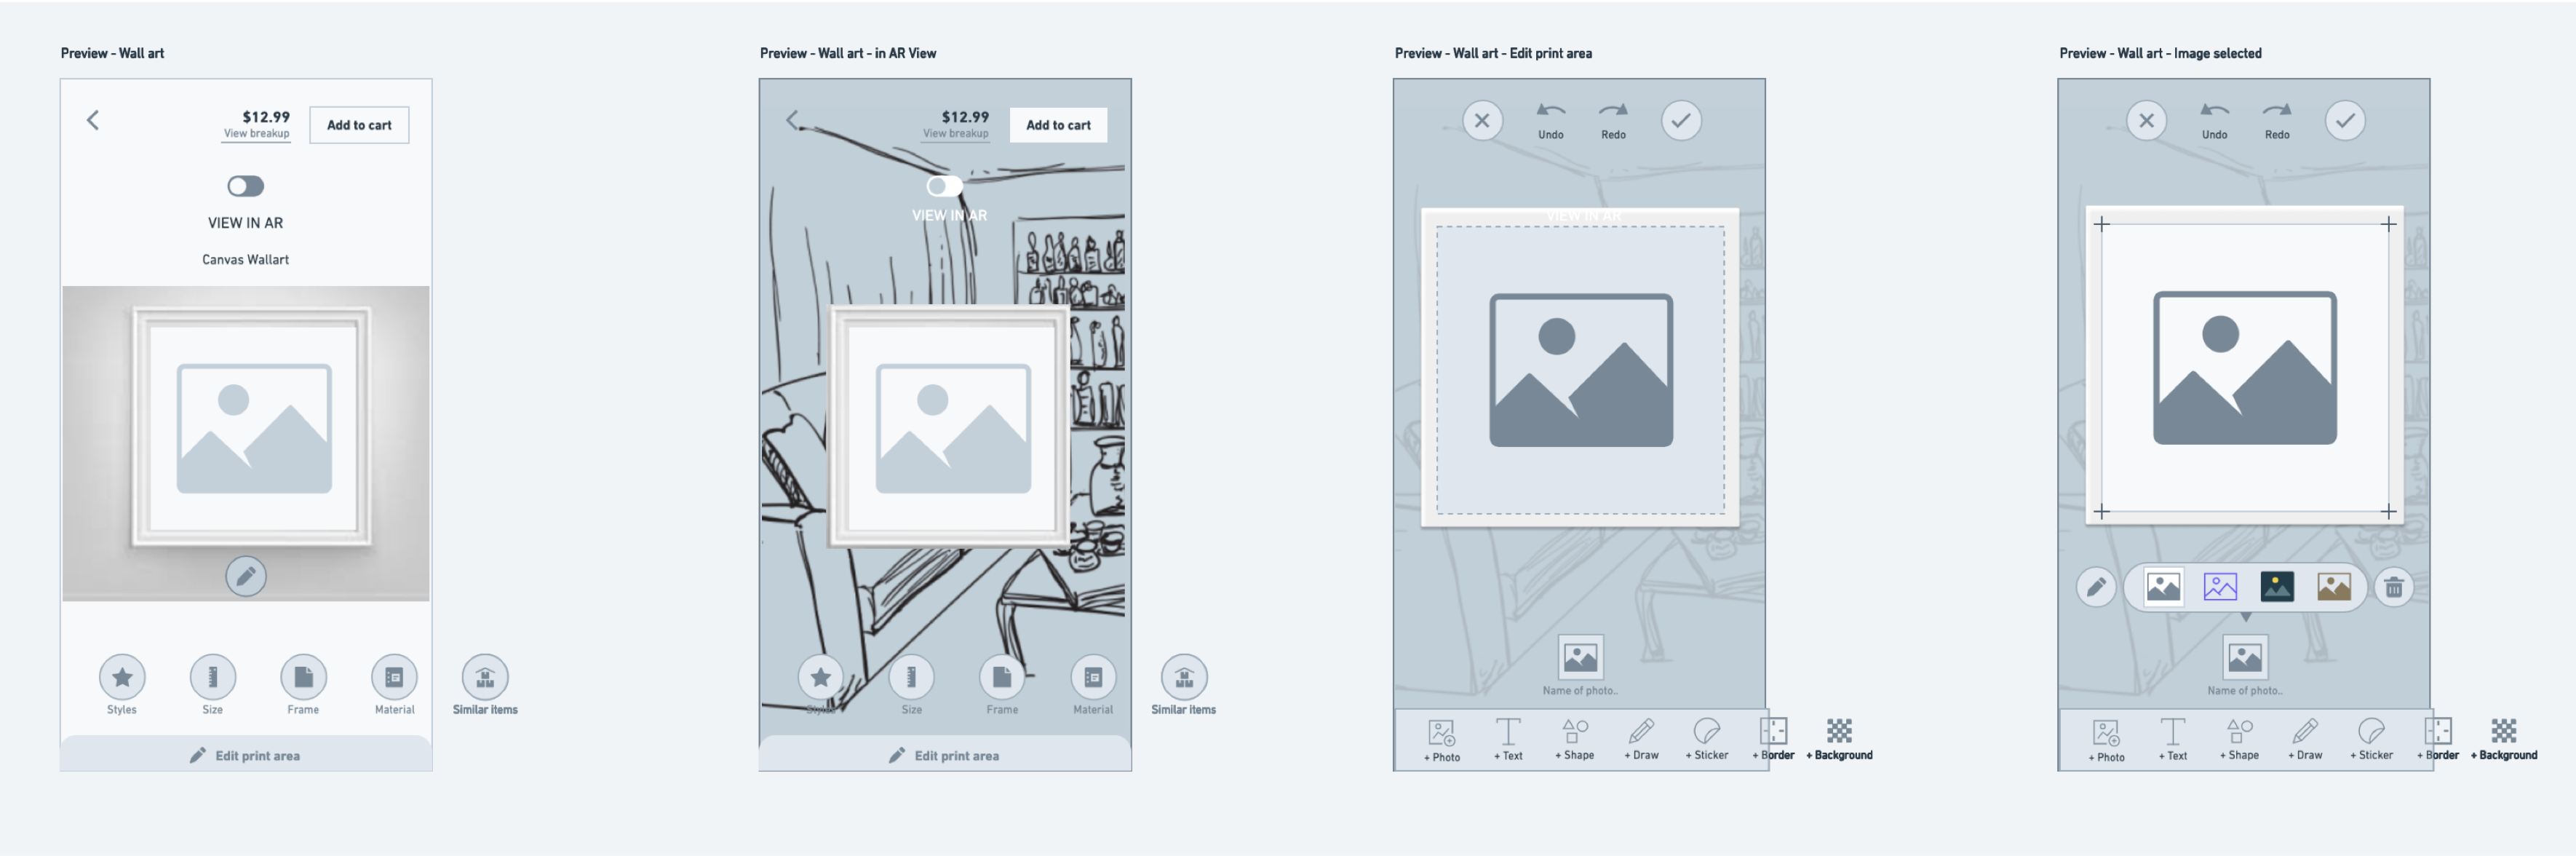 Preview - Wall art
$12.99
View breakup
Add to cart
VIEW IN AR
Canvas Wallart
Styles
Size
Frame
Material
Similar items
Edit print area
Preview - Wall art - in AR View
$12.99
View breakup
Add to cart
VIEW IN AR
Styles
Size
Frame
Material
Similar items
Edit print area
Preview - Wall art - Edit print area
Undo
Redo
VIEW IN AR
Name of photo..
+ Photo
+ Text
+ Shape
+ Draw
+ Sticker
+ Border
+ Background
Preview - Wall art - Image selected
Undo
Redo
Name of photo..
+ Photo
+ Text
+ Shape
+ Draw
+ Sticker
+ Border
+ Background